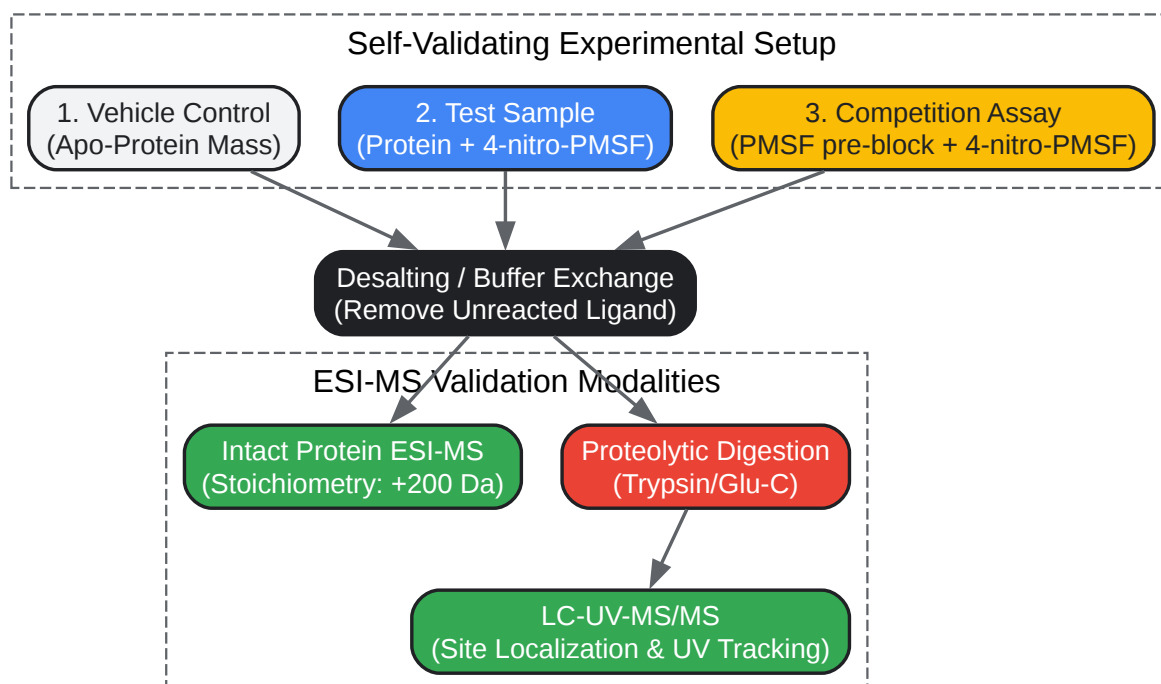 Self-Validating Experimental Setup
1. Vehicle Control
(Apo-Protein Mass)
2. Test Sample
(Protein + 4-nitro-PMSF)
3. Competition Assay
(PMSF pre-block + 4-nitro-PMSF)
Desalting / Buffer Exchange
(Remove Unreacted Ligand)
ESI-MS Validation Modalities
Intact Protein ESI-MS
(Stoichiometry: +200 Da)
Proteolytic Digestion
(Trypsin/Glu-C)
LC-UV-MS/MS
(Site Localization & UV Tracking)